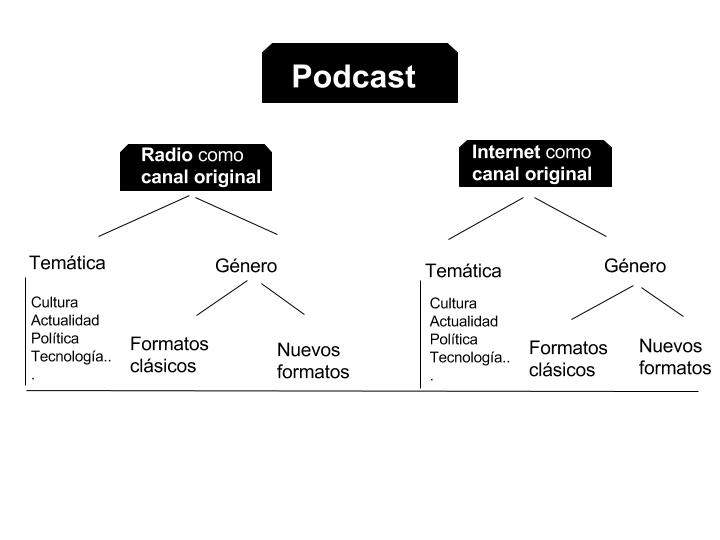 Podcast
Radio como
canal original
Internet como
canal original
Temática
Género
Cultura
Actualidad
Política
Tecnología..
.
Formatos
clásicos
Nuevos
formatos
Temática
Género
Cultura
Actualidad
Política
Tecnología..
.
Formatos
clásicos
Nuevos
formatos